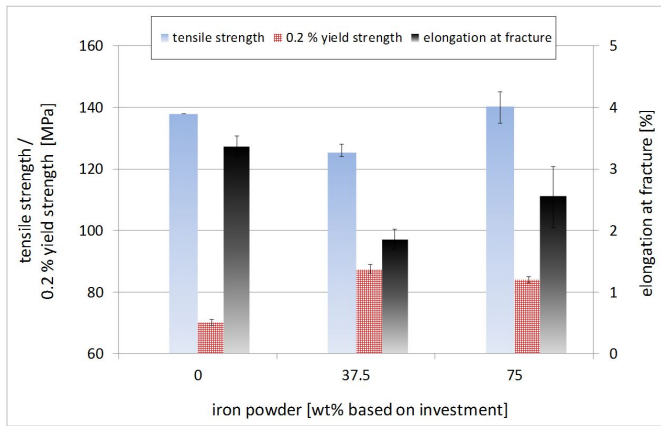 tensile strength 0.2 % yield strength elongation at fracture
tensile strength /
0.2 % yield strength [MPa]
160
140
120
100
80
60
5
4
3
2
1
0
elongation at fracture [%]
0 37.5 75
iron powder [wt% based on investment]